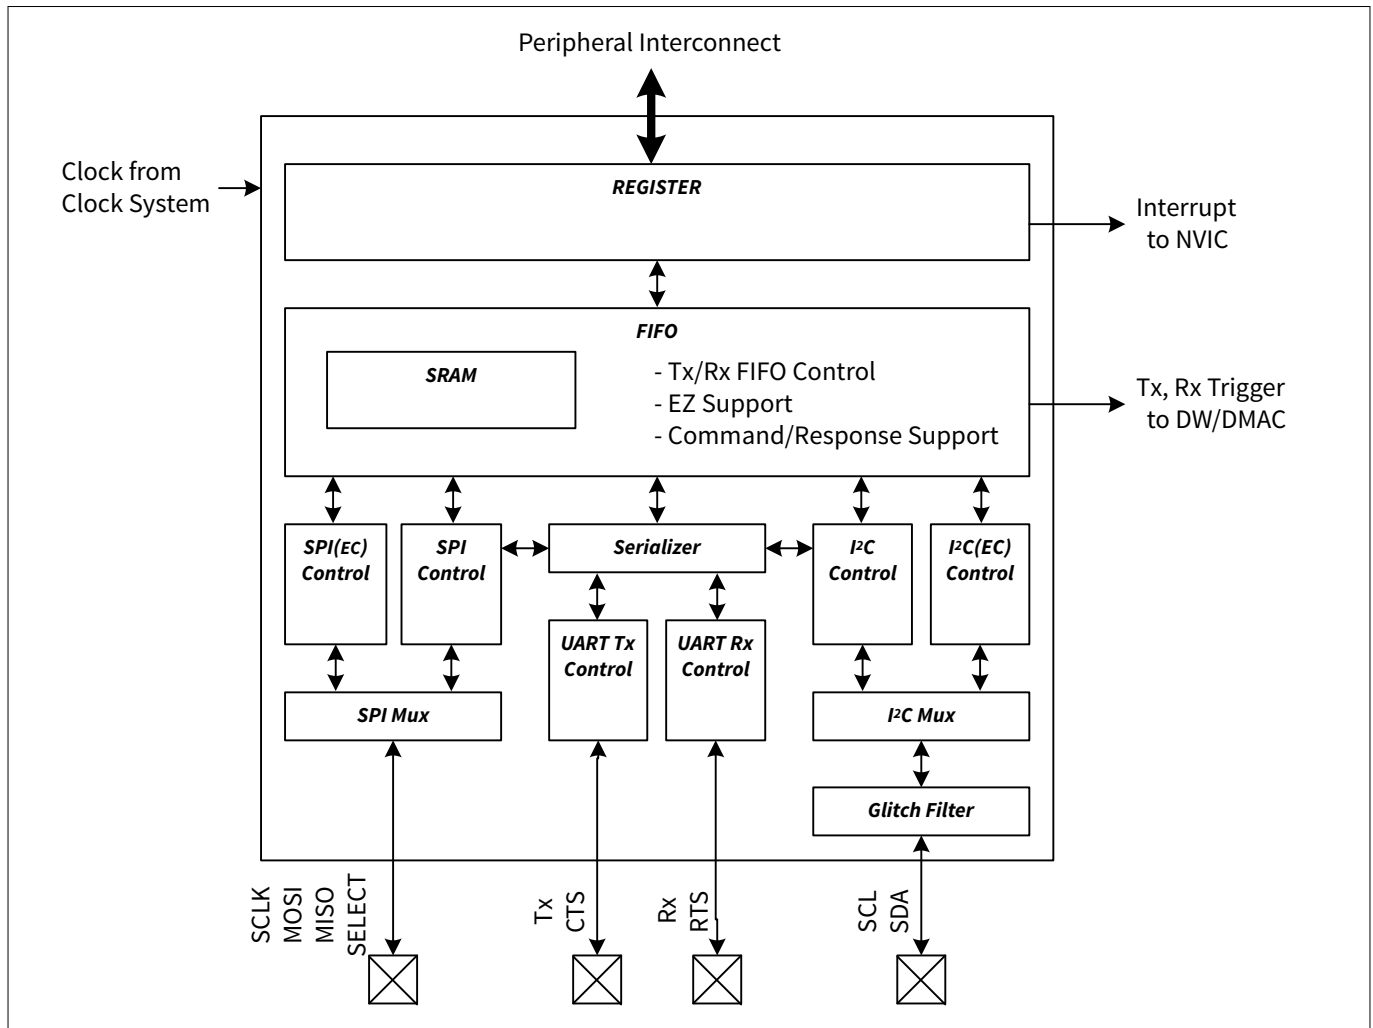 Peripheral Interconnect
Clock from
Clock System
REGISTER
Interrupt
to NVIC
FIFO
SRAM
- Tx/Rx FIFO Control
- EZ Support
- Command/Response Support
Tx, Rx Trigger
to DW/DMAC
SPI(EC)
Control
SPI
Control
Serializer
I²C
Control
I²C(EC)
Control
UART Tx
Control
UART Rx
Control
SPI Mux
I²C Mux
Glitch Filter
SCLK
MOSI
MISO
SELECT
Tx
CTS
Rx
RTS
SCL
SDA